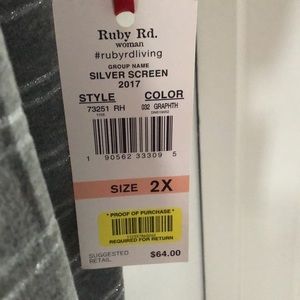 Ruby Rd.
woman
#rubyrdliving
GROUP NAME
SILVER SCREEN
2017
STYLE COLOR
73251 RH 032 GRAPHTH
1 90562 33309 5
SIZE 2X
* PROOF OF PURCHASE *
REQUIRED FOR RETURN
SUGGESTED
RETAIL $64.00